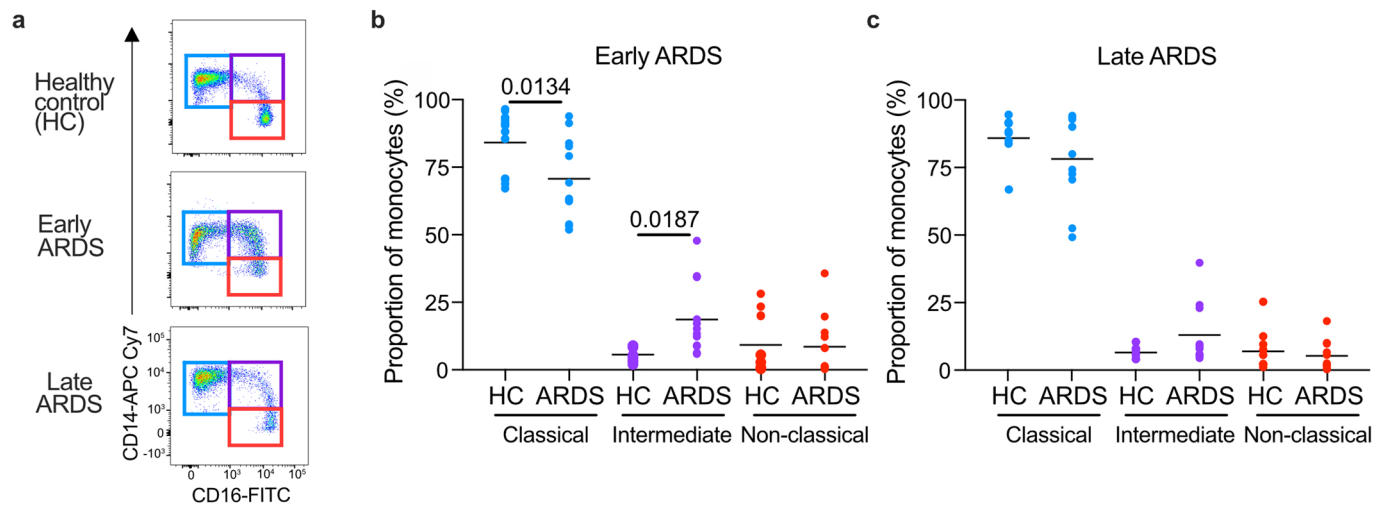 a
Healthy
control
(HC)
Early
ARDS
Late
ARDS
CD14-APC Cy7
10⁵
10⁴
10³
0
-10³
0 10³ 10⁴ 10⁵
CD16-FITC
b
Early ARDS
Proportion of monocytes (%)
100
75
50
25
0
0.0134
0.0187
HC ARDS HC ARDS HC ARDS
Classical Intermediate Non-classical
c
Late ARDS
Proportion of monocytes (%)
100
75
50
25
0
HC ARDS HC ARDS HC ARDS
Classical Intermediate Non-classical